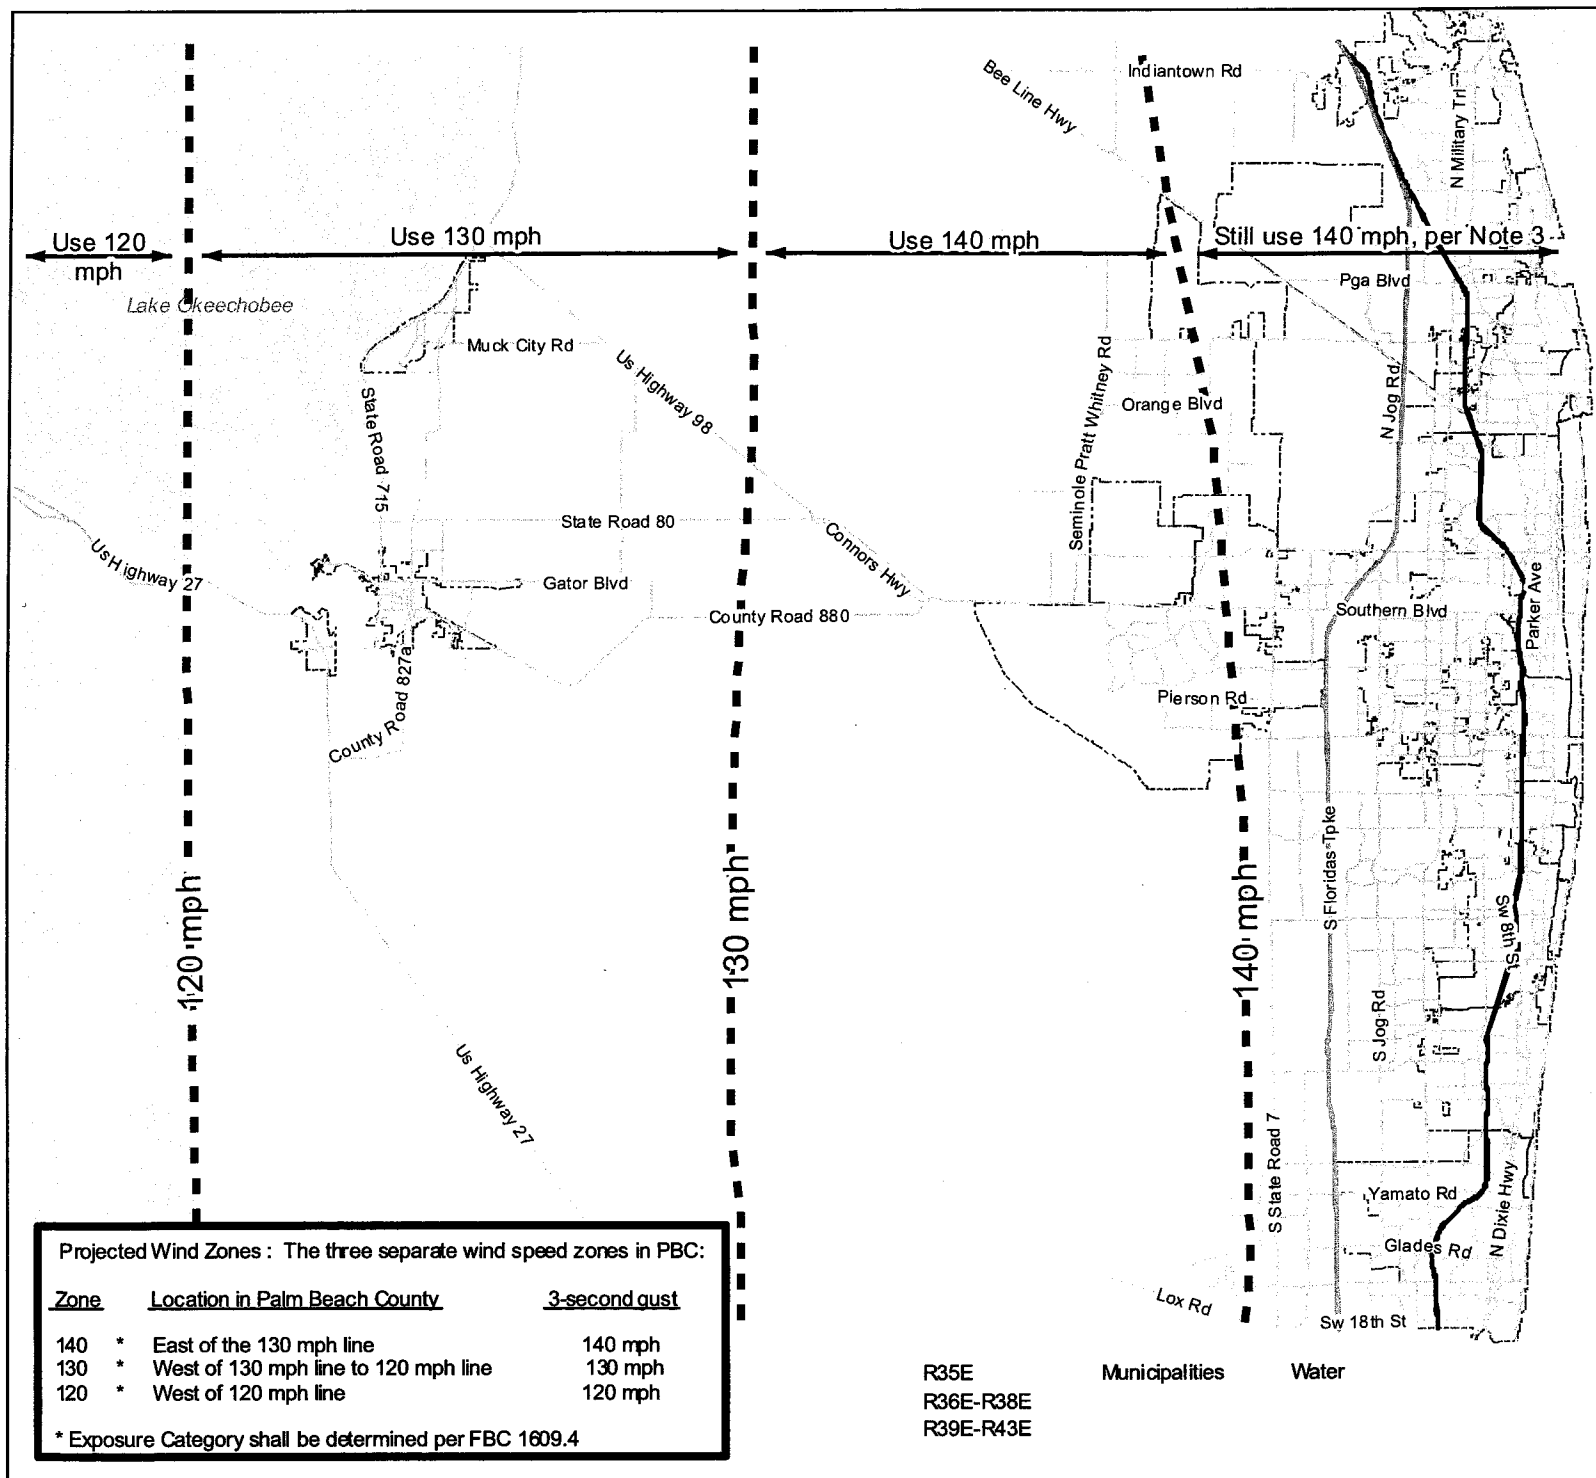 Indiantown Rd
Bee Line Hwy
N Military Trl
Use 120
mph
Use 130 mph
Use 140 mph
Still use 140 mph, per Note 3
Pga Blvd
Lake Okeechobee
Muck City Rd
Us Highway 98
Seminole Pratt Whitney Rd
Orange Blvd
N Jog Rd
State Road 715
State Road 80
Connors Hwy
Us Highway 27
Gator Blvd
County Road 880
Southern Blvd
Parker Ave
County Road 827a
Pierson Rd
S Floridas Tpke
120 mph
130 mph
140 mph
Sw 8th St
S Jog Rd
Us Highway 27
S State Road 7
Yamato Rd
N Dixie Hwy
Glades Rd
Lox Rd
Sw 18th St
Projected Wind Zones : The three separate wind speed zones in PBC:
Zone Location in Palm Beach County 3-second gust
140 * East of the 130 mph line 140 mph
130 * West of 130 mph line to 120 mph line 130 mph
120 * West of 120 mph line 120 mph
* Exposure Category shall be determined per FBC 1609.4
R35E Municipalities Water
R36E-R38E
R39E-R43E